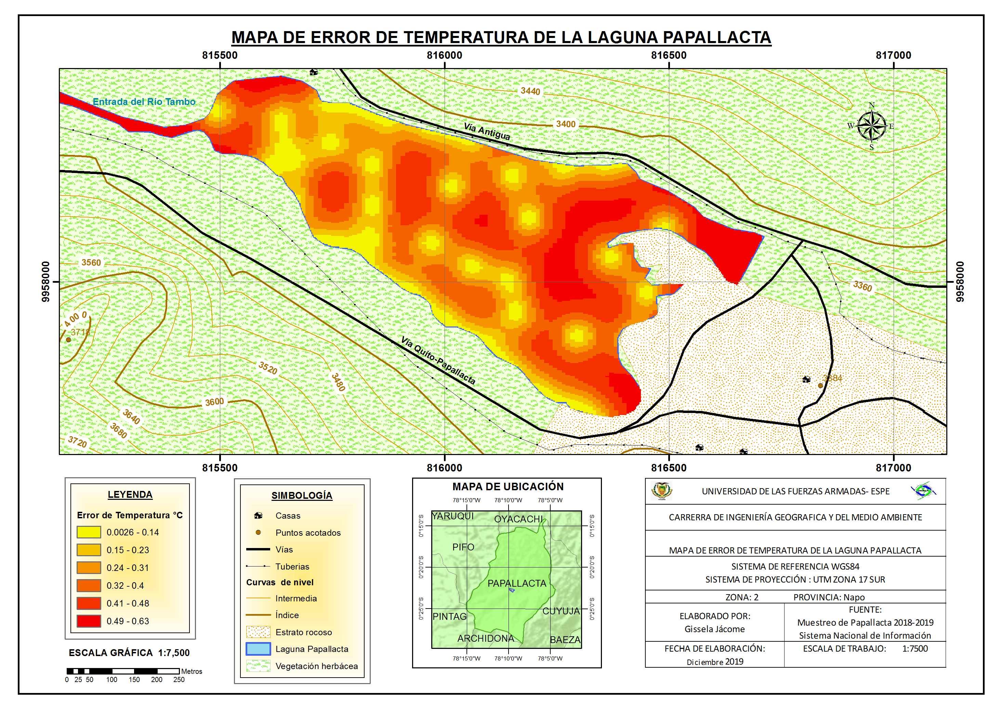 MAPA DE ERROR DE TEMPERATURA DE LA LAGUNA PAPALLACTA
815500 816000 816500 817000
3440
Entrada del Río Tambo
N
W E
S
3400
Vía Antigua
9958000 9958000
3560
3360
4000
3718
Vía Quito-Papallacta
3520
3480
3384
3600
3640
3680
3720
815500 816000 816500 817000
LEYENDA
Error de Temperatura °C
0.0026 - 0.14
0.15 - 0.23
0.24 - 0.31
0.32 - 0.4
0.41 - 0.48
0.49 - 0.63
ESCALA GRÁFICA 1:7,500
Metros
0 25 50 100 150 200 250
SIMBOLOGÍA
Casas
Puntos acotados
Vías
Tuberias
Curvas de nivel
Intermedia
Índice
Estrato rocoso
Laguna Papallacta
Vegetación herbácea
MAPA DE UBICACIÓN
78°15'0"W 78°10'0"W 78°5'0"W
YARUQUI
OYACACHI
0°15'0"S 0°15'0"S
PIFO
0°20'0"S 0°20'0"S
PAPALLACTA
0°25'0"S 0°25'0"S
CUYUJA
PINTAG
ARCHIDONA
BAEZA
78°15'0"W 78°10'0"W 78°5'0"W
UNIVERSIDAD DE LAS FUERZAS ARMADAS- ESPE
CARRERRA DE INGENIERÍA GEOGRAFICA Y DEL MEDIO AMBIENTE
MAPA DE ERROR DE TEMPERATURA DE LA LAGUNA PAPALLACTA
SISTEMA DE REFERENCIA WGS84
SISTEMA DE PROYECCIÓN : UTM ZONA 17 SUR
ZONA: 2 PROVINCIA: Napo
ELABORADO POR:
Gissela Jácome
FUENTE:
Muestreo de Papallacta 2018-2019
Sistema Nacional de Información
FECHA DE ELABORACIÓN:
Diciembre 2019
ESCALA DE TRABAJO: 1:7500